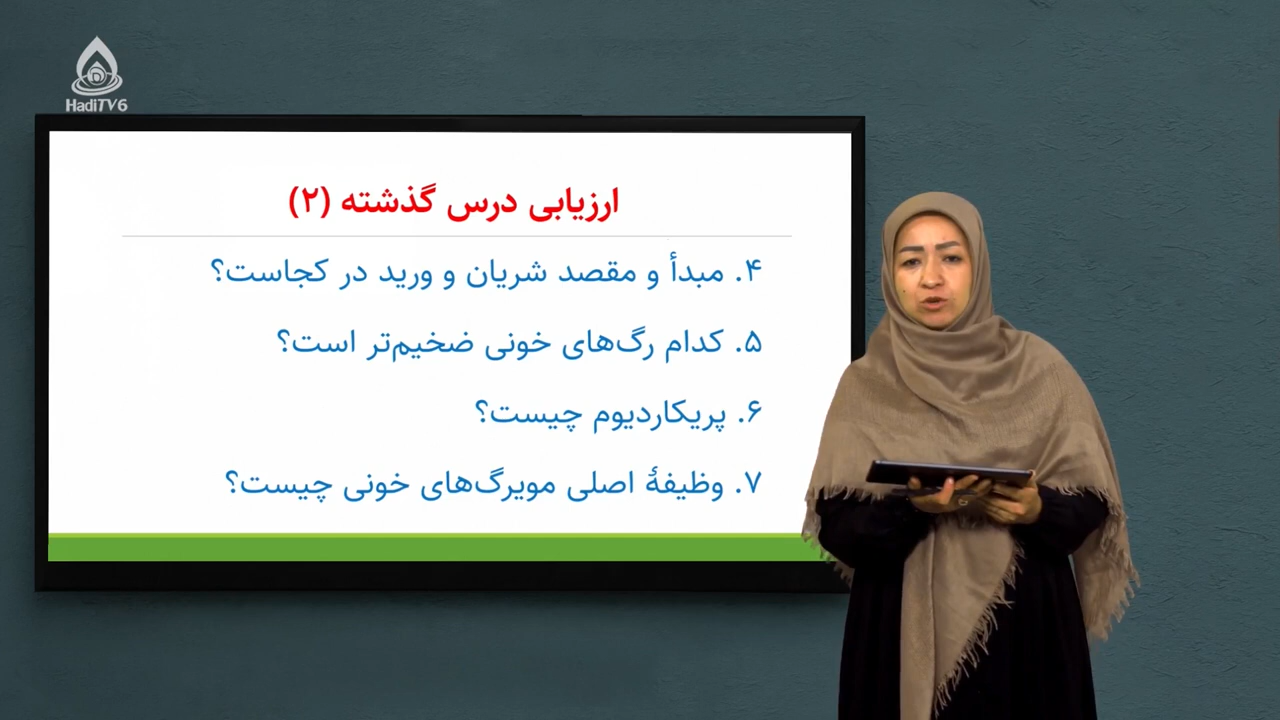 HadiTV6
ارزیابی درس گذشته (۲)
۴. مبدأ و مقصد شریان و ورید در کجاست؟
۵. کدام رگ‌های خونی ضخیم‌تر است؟
۶. پریکاردیوم چیست؟
۷. وظیفۀ اصلی مویرگ‌های خونی چیست؟